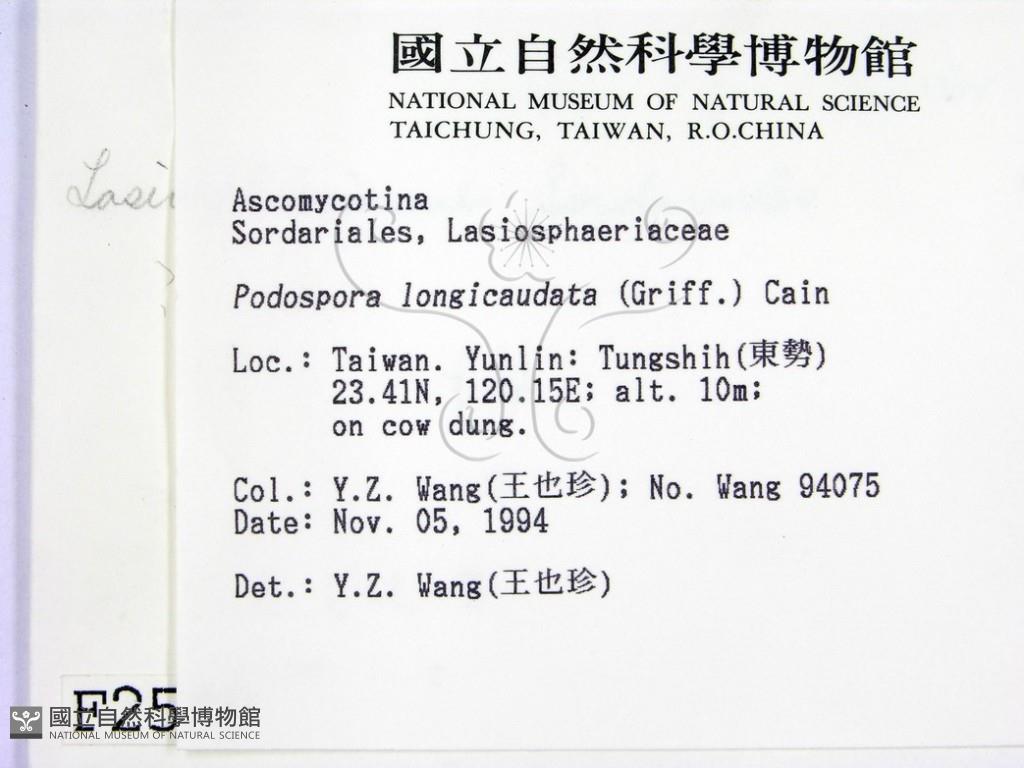 國立自然科學博物館
NATIONAL MUSEUM OF NATURAL SCIENCE
TAICHUNG, TAIWAN, R.O.CHINA
Lasi
Ascomycotina
Sordariales, Lasiosphaeriaceae
Podospora longicaudata (Griff.) Cain
Loc.: Taiwan. Yunlin: Tungshih(東勢)
23.41N, 120.15E; alt. 10m;
on cow dung.
Col.: Y.Z. Wang(王也珍); No. Wang 94075
Date: Nov. 05, 1994
Det.: Y.Z. Wang(王也珍)
F25
國立自然科學博物館
NATIONAL MUSEUM OF NATURAL SCIENCE